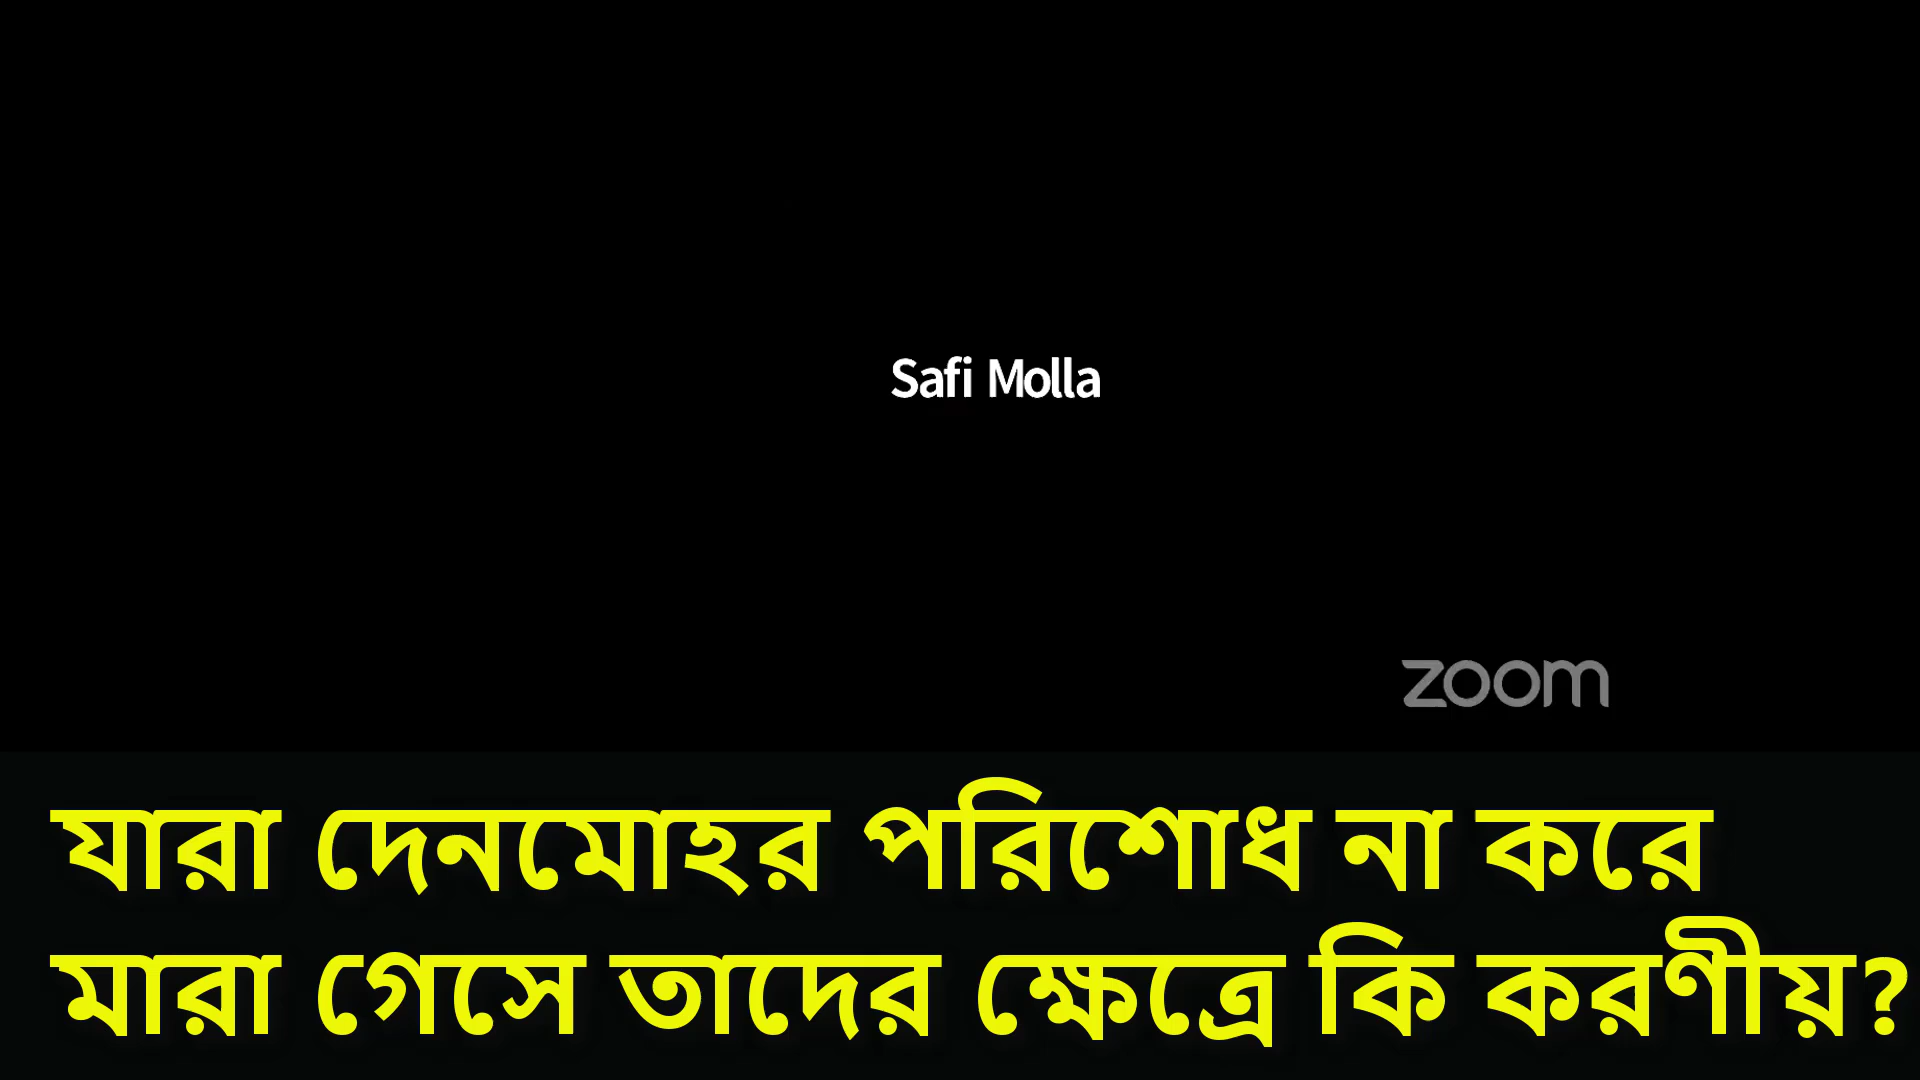 Safi Molla
zoom
যারা দেনমোহর পরিশোধ না করে
মারা গেসে তাদের ক্ষেত্রে কি করণীয়?